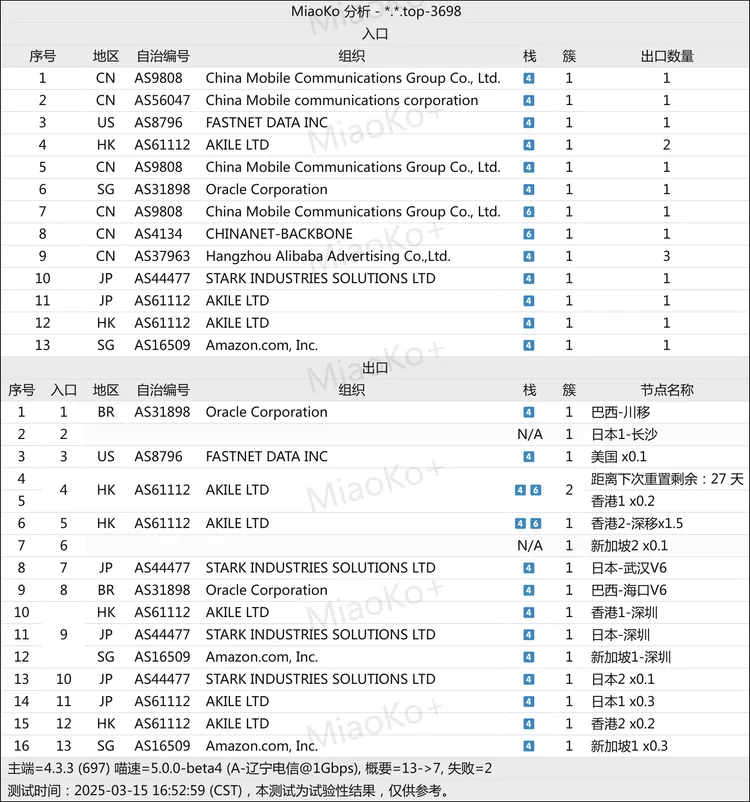 MiaoKo 分析 - *.*.top-3698
入口
序号 地区 自治编号 组织 栈 簇 出口数量
1 CN AS9808 China Mobile Communications Group Co., Ltd. 4 1 1
2 CN AS56047 China Mobile communications corporation 4 1 1
3 US AS8796 FASTNET DATA INC 4 1 1
4 HK AS61112 AKILE LTD 4 1 2
5 CN AS9808 China Mobile Communications Group Co., Ltd. 4 1 1
6 SG AS31898 Oracle Corporation 4 1 1
7 CN AS9808 China Mobile Communications Group Co., Ltd. 6 1 1
8 CN AS4134 CHINANET-BACKBONE 6 1 1
9 CN AS37963 Hangzhou Alibaba Advertising Co.,Ltd. 4 1 3
10 JP AS44477 STARK INDUSTRIES SOLUTIONS LTD 4 1 1
11 JP AS61112 AKILE LTD 4 1 1
12 HK AS61112 AKILE LTD 4 1 1
13 SG AS16509 Amazon.com, Inc. 4 1 1
出口
序号 入口 地区 自治编号 组织 栈 簇 节点名称
1 1 BR AS31898 Oracle Corporation 4 1 巴西-川移
2 2 N/A 1 日本1-长沙
3 3 US AS8796 FASTNET DATA INC 4 1 美国 x0.1
4 距离下次重置剩余：27 天
4 HK AS61112 AKILE LTD 4 6 2
5 香港1 x0.2
6 5 HK AS61112 AKILE LTD 4 6 1 香港2-深移x1.5
7 6 N/A 1 新加坡2 x0.1
8 7 JP AS44477 STARK INDUSTRIES SOLUTIONS LTD 4 1 日本-武汉V6
9 8 BR AS31898 Oracle Corporation 4 1 巴西-海口V6
10 HK AS61112 AKILE LTD 4 1 香港1-深圳
11 9 JP AS44477 STARK INDUSTRIES SOLUTIONS LTD 4 1 日本-深圳
12 SG AS16509 Amazon.com, Inc. 4 1 新加坡1-深圳
13 10 JP AS44477 STARK INDUSTRIES SOLUTIONS LTD 4 1 日本2 x0.1
14 11 JP AS61112 AKILE LTD 4 1 日本1 x0.3
15 12 HK AS61112 AKILE LTD 4 1 香港2 x0.2
16 13 SG AS16509 Amazon.com, Inc. 4 1 新加坡1 x0.3
主端=4.3.3 (697) 喵速=5.0.0-beta4 (A-辽宁电信@1Gbps), 概要=13->7, 失败=2
测试时间：2025-03-15 16:52:59 (CST)，本测试为试验性结果，仅供参考。
MiaoKo+
MiaoKo+
MiaoKo+
MiaoKo+
MiaoKo+
MiaoKo+
MiaoKo+